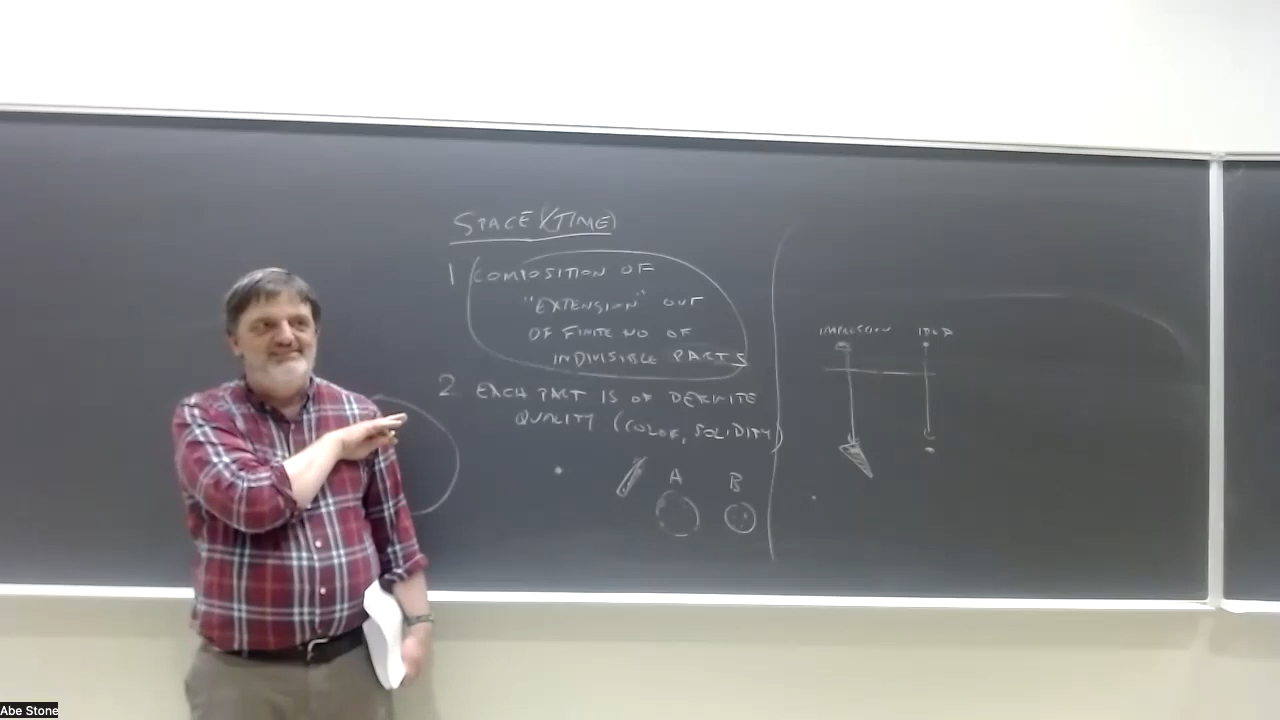 SPACE (TIME)
1 COMPOSITION OF
"EXTENSION" OUT
OF FINITE NO OF
INDIVISIBLE PARTS
2 EACH PART IS OF DEFINITE
QUALITY (COLOR, SOLIDITY)
A B
IMPRESSION IDEA
Abe Stone